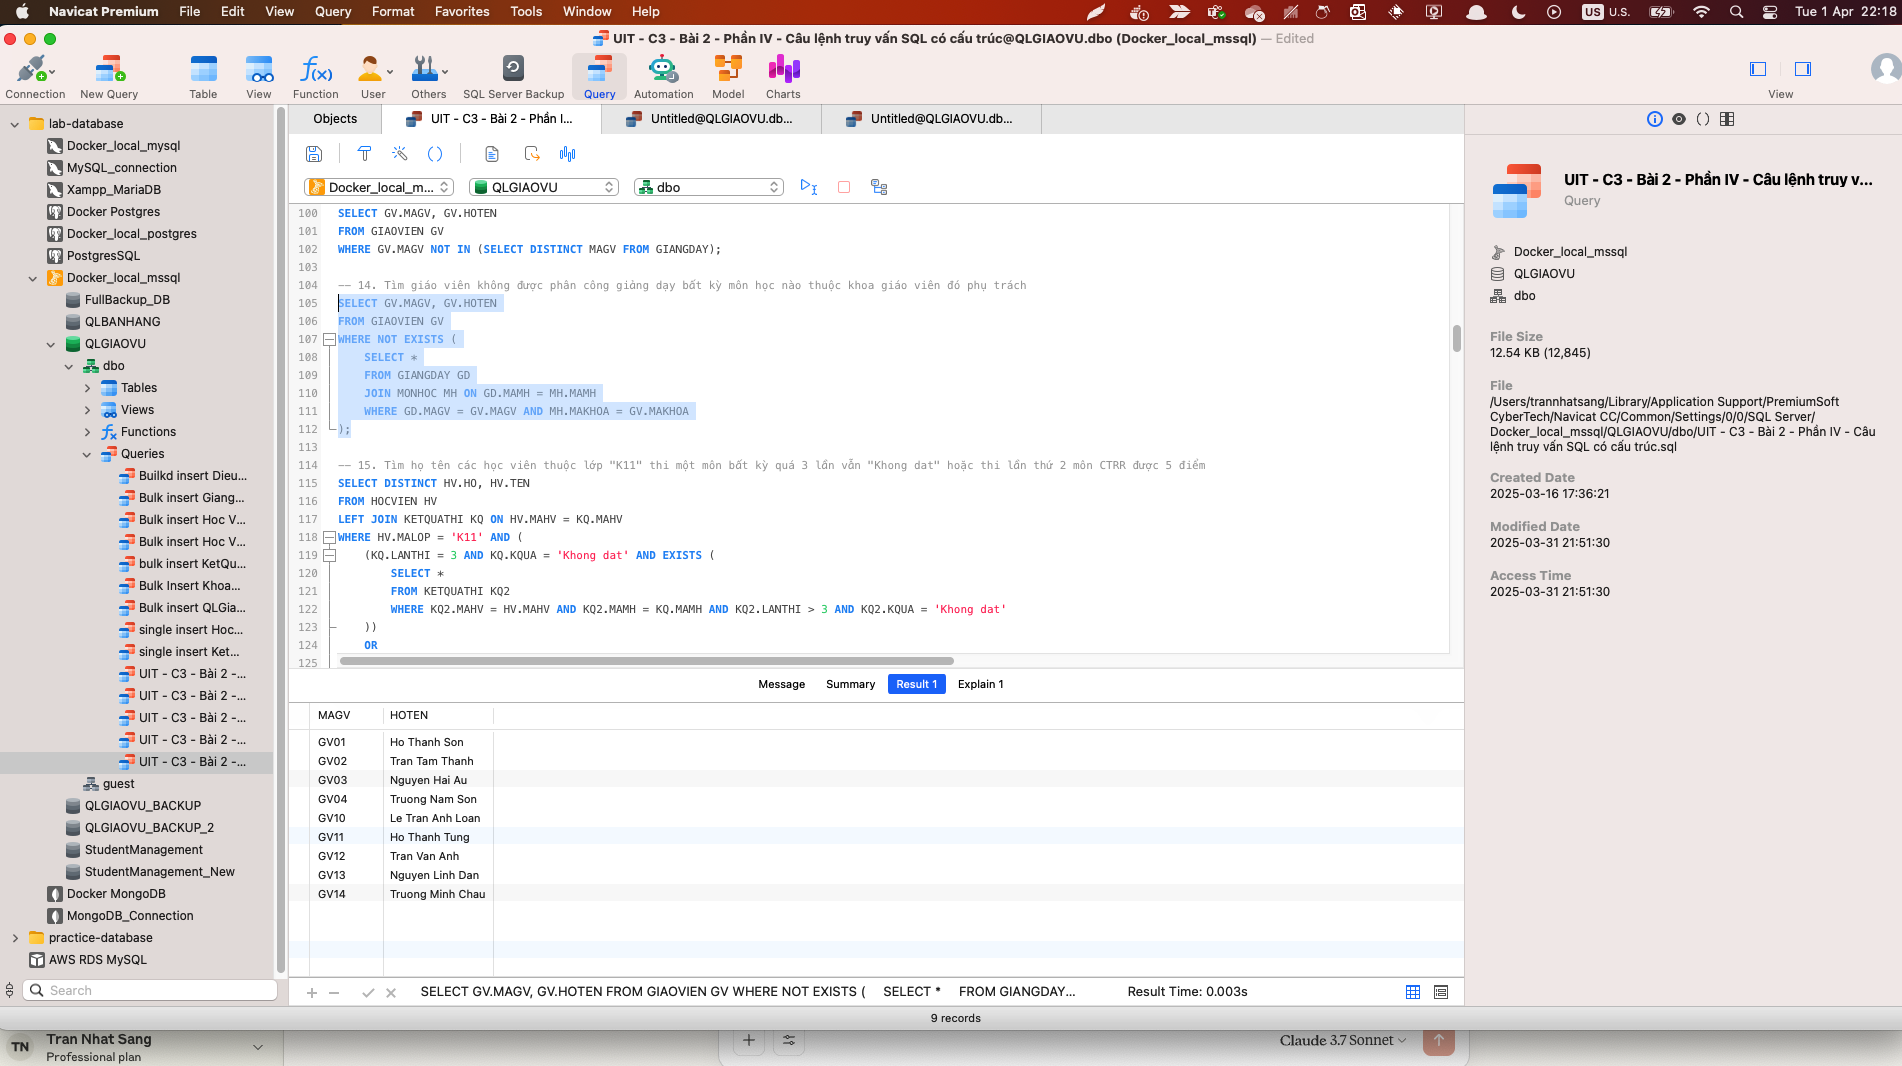 Navicat Premium File Edit View Query Format Favorites Tools Window Help
US U.S. Tue 1 Apr 22:18
UIT - C3 - Bài 2 - Phần IV - Câu lệnh truy vấn SQL có cấu trúc@QLGIAOVU.dbo (Docker_local_mssql) — Edited
Connection New Query Table View Function User Others SQL Server Backup Query Automation Model Charts View
lab-database
Docker_local_mysql
MySQL_connection
Xampp_MariaDB
Docker Postgres
Docker_local_postgres
PostgresSQL
Docker_local_mssql
FullBackup_DB
QLBANHANG
QLGIAOVU
dbo
Tables
Views
Functions
Queries
Builkd insert Dieu...
Bulk insert Giang...
Bulk insert Hoc V...
Bulk insert Hoc V...
bulk insert KetQu...
Bulk Insert Khoa...
Bulk insert QLGia...
single insert Hoc...
single insert Ket...
UIT - C3 - Bài 2 -...
UIT - C3 - Bài 2 -...
UIT - C3 - Bài 2 -...
UIT - C3 - Bài 2 -...
UIT - C3 - Bài 2 -...
guest
QLGIAOVU_BACKUP
QLGIAOVU_BACKUP_2
StudentManagement
StudentManagement_New
Docker MongoDB
MongoDB_Connection
practice-database
AWS RDS MySQL
Search
Objects UIT - C3 - Bài 2 - Phần I... Untitled@QLGIAOVU.db... Untitled@QLGIAOVU.db...
Docker_local_m... QLGIAOVU dbo
100 SELECT GV.MAGV, GV.HOTEN
101 FROM GIAOVIEN GV
102 WHERE GV.MAGV NOT IN (SELECT DISTINCT MAGV FROM GIANGDAY);
103
104 -- 14. Tìm giáo viên không được phân công giảng dạy bất kỳ môn học nào thuộc khoa giáo viên đó phụ trách
105 SELECT GV.MAGV, GV.HOTEN
106 FROM GIAOVIEN GV
107 WHERE NOT EXISTS (
108 SELECT *
109 FROM GIANGDAY GD
110 JOIN MONHOC MH ON GD.MAMH = MH.MAMH
111 WHERE GD.MAGV = GV.MAGV AND MH.MAKHOA = GV.MAKHOA
112 );
113
114 -- 15. Tìm họ tên các học viên thuộc lớp "K11" thi một môn bất kỳ quá 3 lần vẫn "Khong dat" hoặc thi lần thứ 2 môn CTRR được 5 điểm
115 SELECT DISTINCT HV.HO, HV.TEN
116 FROM HOCVIEN HV
117 LEFT JOIN KETQUATHI KQ ON HV.MAHV = KQ.MAHV
118 WHERE HV.MALOP = 'K11' AND (
119 (KQ.LANTHI = 3 AND KQ.KQUA = 'Khong dat' AND EXISTS (
120 SELECT *
121 FROM KETQUATHI KQ2
122 WHERE KQ2.MAHV = HV.MAHV AND KQ2.MAMH = KQ.MAMH AND KQ2.LANTHI > 3 AND KQ2.KQUA = 'Khong dat'
123 ))
124 OR
125
Message Summary Result 1 Explain 1
MAGV HOTEN
GV01 Ho Thanh Son
GV02 Tran Tam Thanh
GV03 Nguyen Hai Au
GV04 Truong Nam Son
GV10 Le Tran Anh Loan
GV11 Ho Thanh Tung
GV12 Tran Van Anh
GV13 Nguyen Linh Dan
GV14 Truong Minh Chau
SELECT GV.MAGV, GV.HOTEN FROM GIAOVIEN GV WHERE NOT EXISTS ( SELECT * FROM GIANGDAY... Result Time: 0.003s
9 records
UIT - C3 - Bài 2 - Phần IV - Câu lệnh truy v...
Query
Docker_local_mssql
QLGIAOVU
dbo
File Size
12.54 KB (12,845)
File
/Users/trannhatsang/Library/Application Support/PremiumSoft
CyberTech/Navicat CC/Common/Settings/0/0/SQL Server/
Docker_local_mssql/QLGIAOVU/dbo/UIT - C3 - Bài 2 - Phần IV - Câu
lệnh truy vấn SQL có cấu trúc.sql
Created Date
2025-03-16 17:36:21
Modified Date
2025-03-31 21:51:30
Access Time
2025-03-31 21:51:30
TN Tran Nhat Sang
Professional plan
Claude 3.7 Sonnet